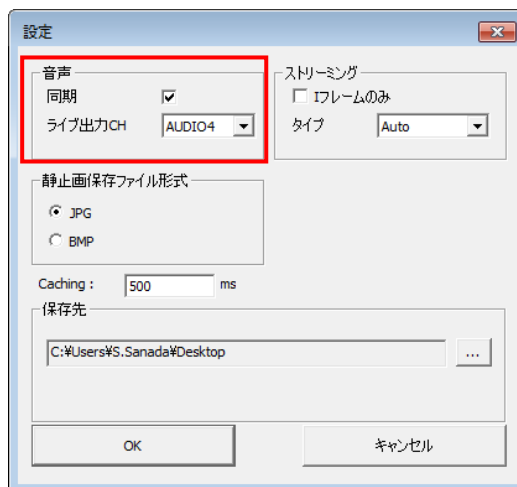 設定
音声
同期
ライブ出力CH
AUDIO4
ストリーミング
Iフレームのみ
タイプ
Auto
静止画保存ファイル形式
JPG
BMP
Caching : 500 ms
保存先
C:¥Users¥S.Sanada¥Desktop
...
OK
キャンセル